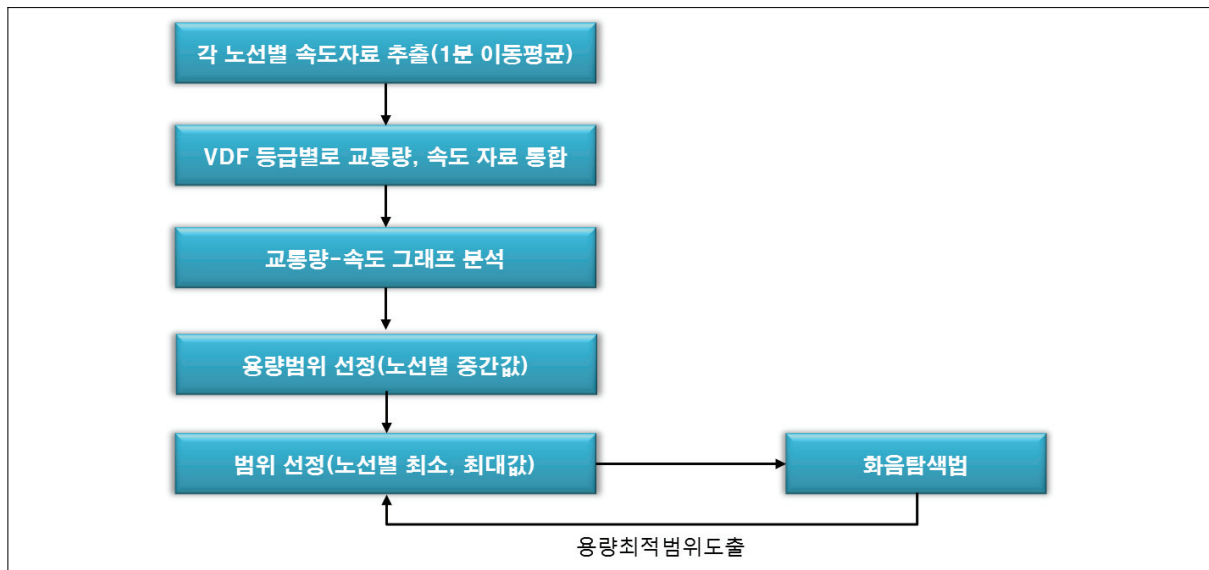 각 노선별 속도자료 추출(1분 이동평균)
VDF 등급별로 교통량, 속도 자료 통합
교통량-속도 그래프 분석
용량범위 선정(노선별 중간값)
범위 선정(노선별 최소, 최대값)
화음탐색법
용량최적범위도출